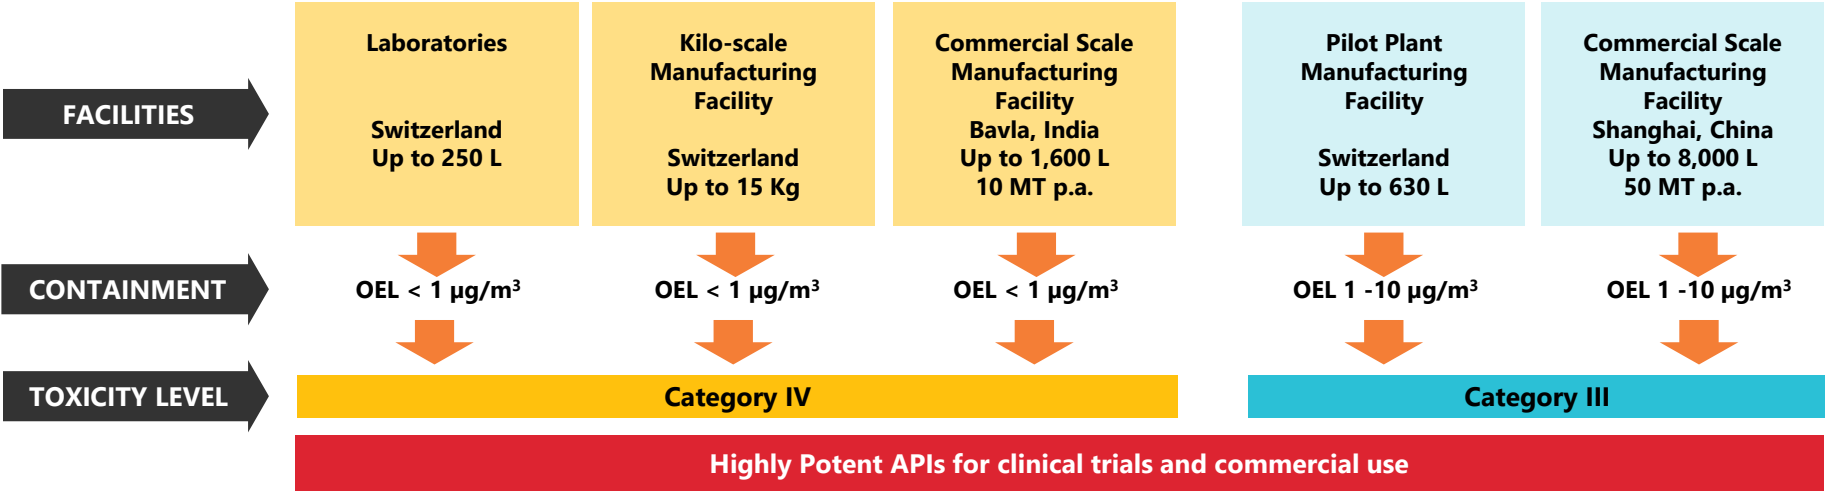 FACILITIES
Laboratories
Switzerland
Up to 250 L
Kilo-scale
Manufacturing
Facility
Switzerland
Up to 15 Kg
Commercial Scale
Manufacturing
Facility
Bavla, India
Up to 1,600 L
10 MT p.a.
Pilot Plant
Manufacturing
Facility
Switzerland
Up to 630 L
Commercial Scale
Manufacturing
Facility
Shanghai, China
Up to 8,000 L
50 MT p.a.
CONTAINMENT
OEL < 1 µg/m³
OEL < 1 µg/m³
OEL < 1 µg/m³
OEL 1 -10 µg/m³
OEL 1 -10 µg/m³
TOXICITY LEVEL
Category IV
Category III
Highly Potent APIs for clinical trials and commercial use